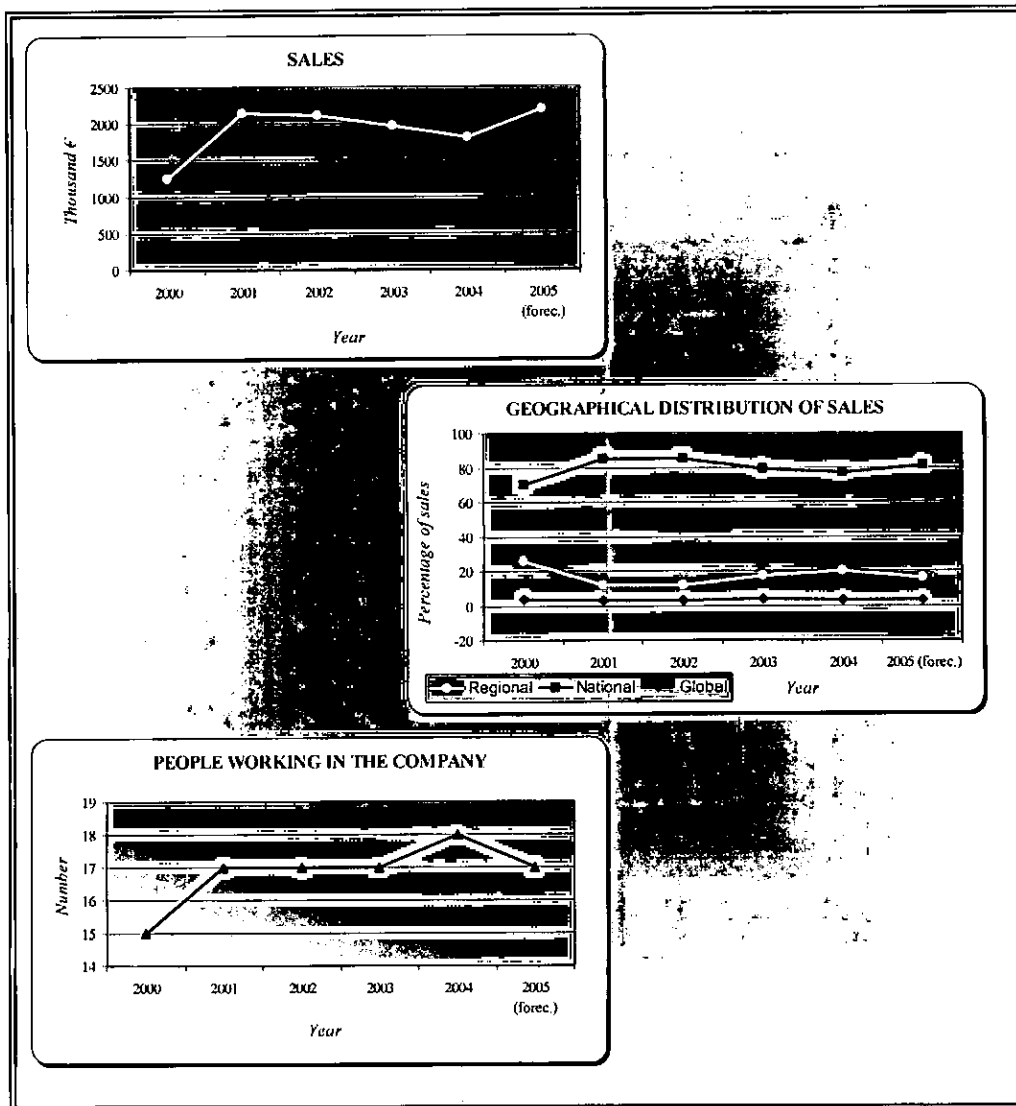 SALES
Thousand €
2500
2000
1500
1000
500
0
2000 2001 2002 2003 2004 2005
(forec.)
Year
GEOGRAPHICAL DISTRIBUTION OF SALES
Percentage of sales
100
80
60
40
20
0
-20
2000 2001 2002 2003 2004 2005 (forec.)
Regional National Global
Year
PEOPLE WORKING IN THE COMPANY
Number
19
18
17
16
15
14
2000 2001 2002 2003 2004 2005
(forec.)
Year